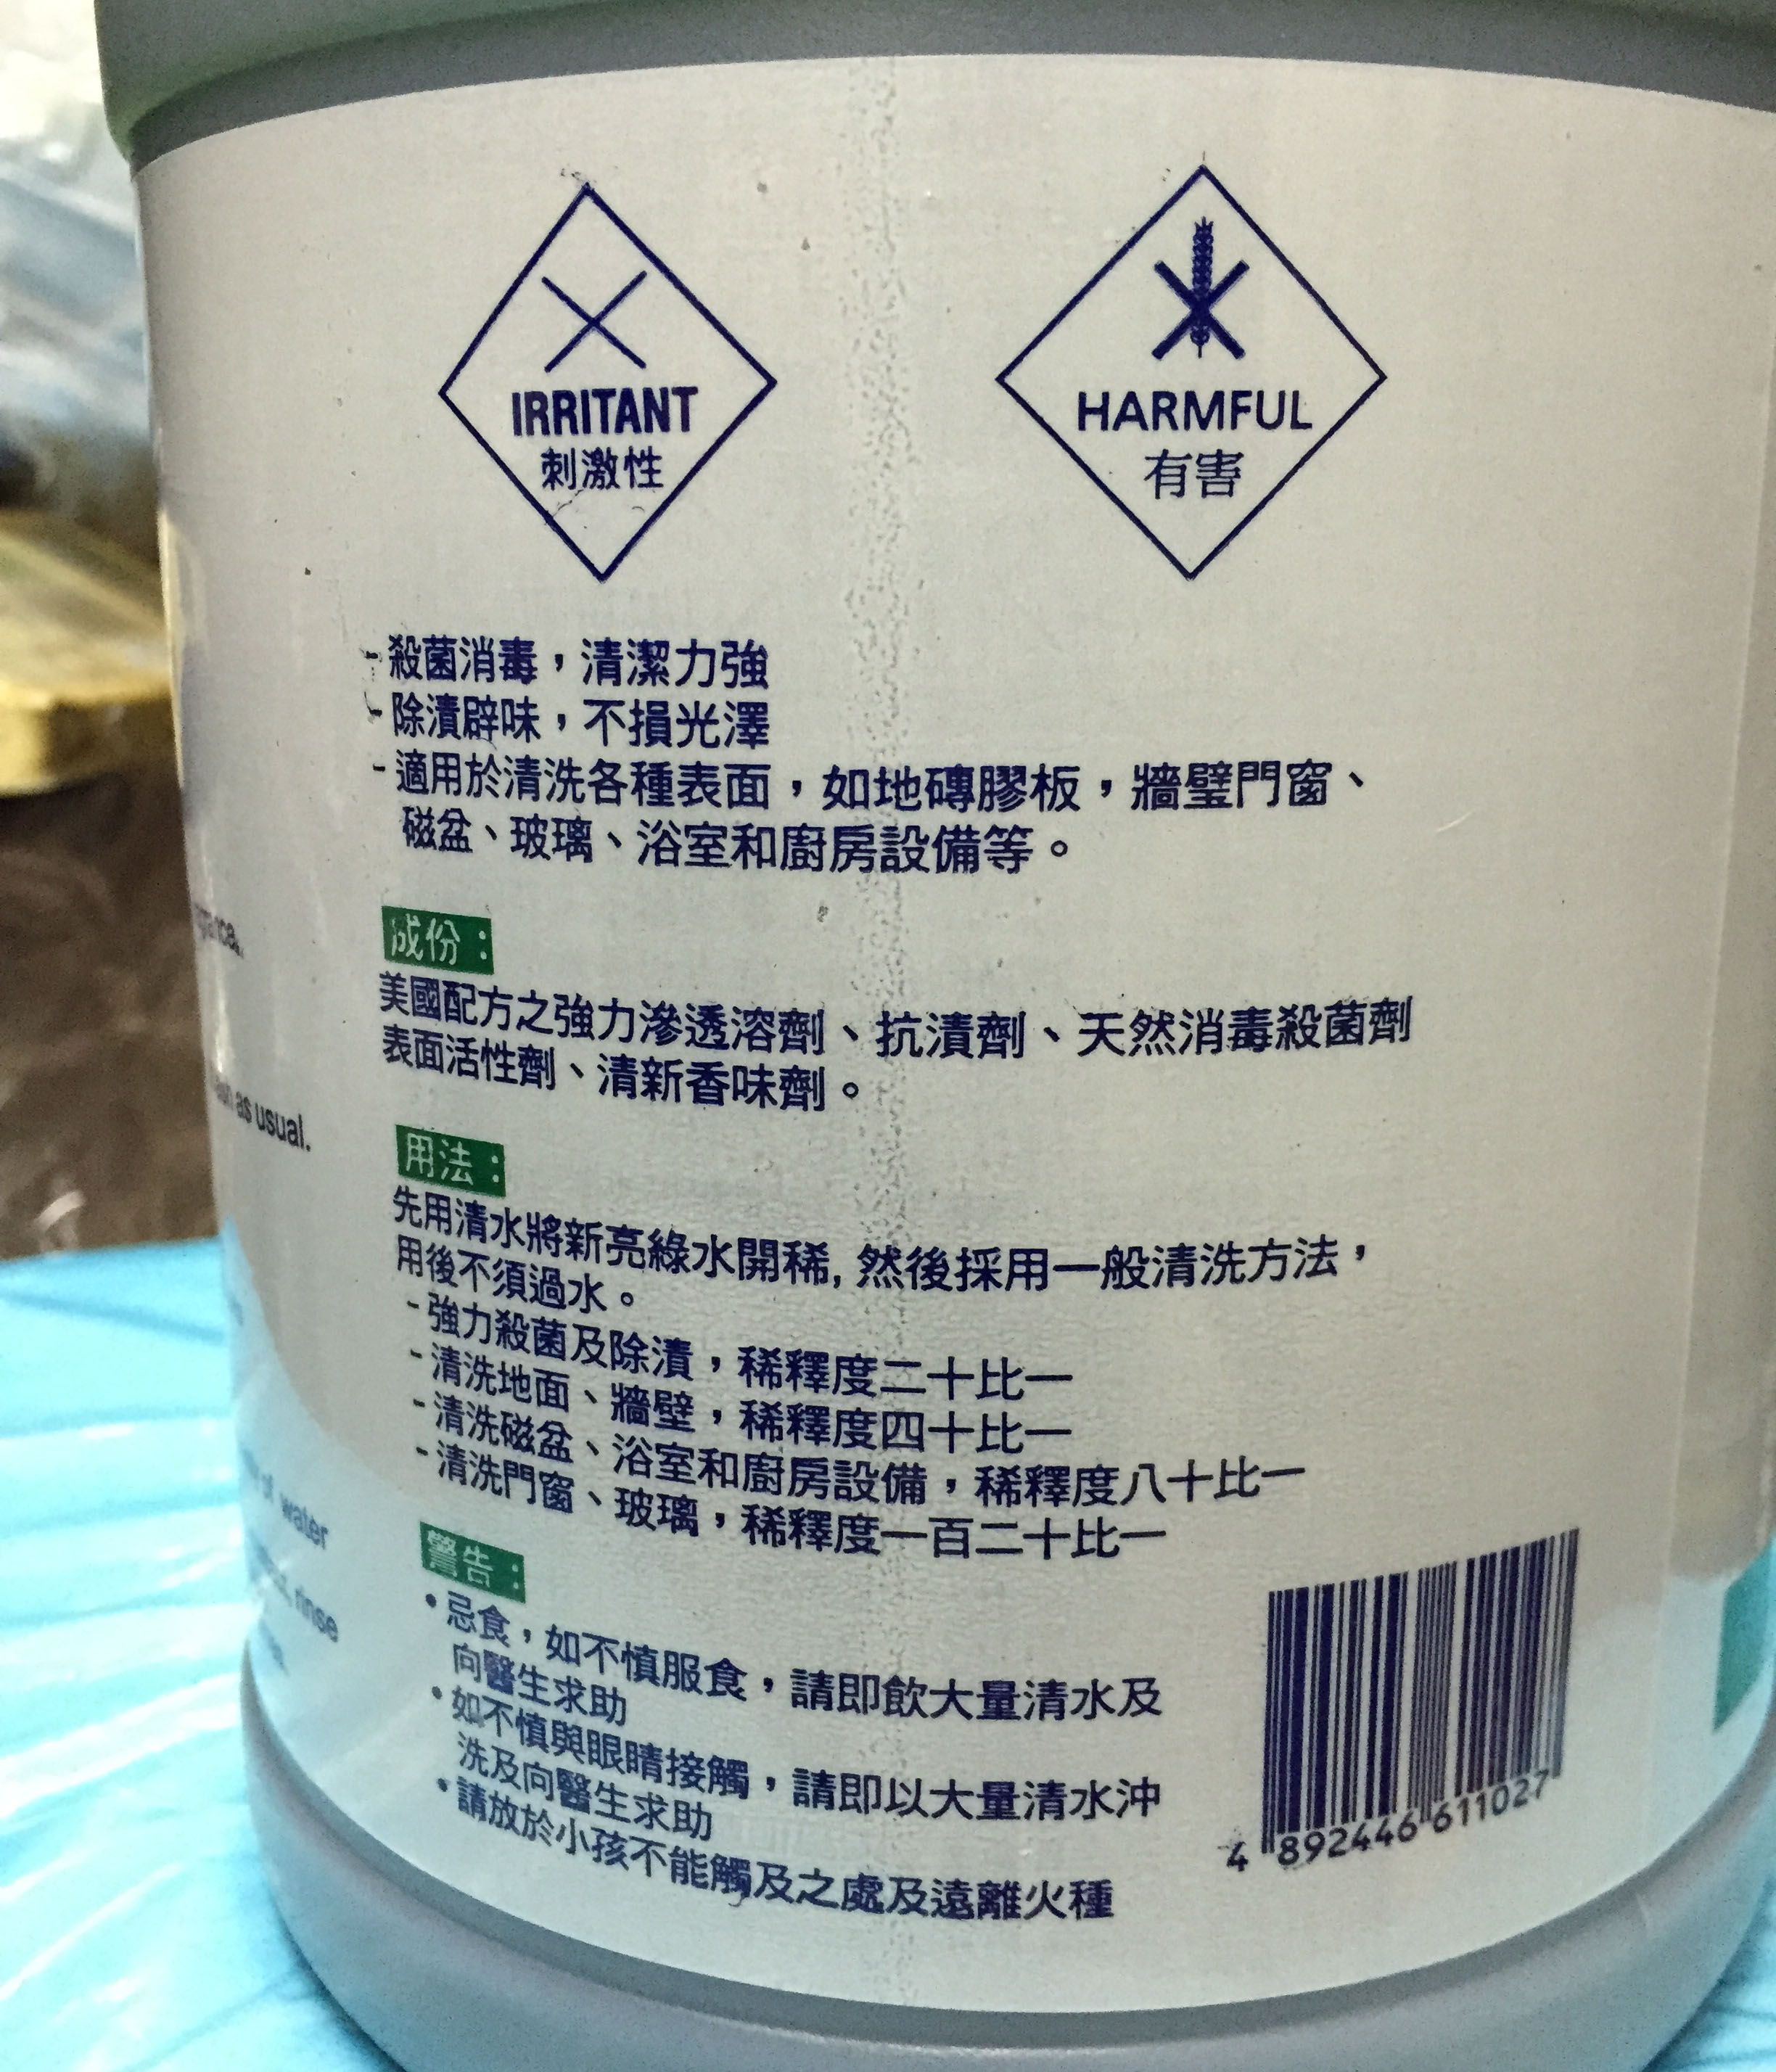 IRRITANT
刺激性
HARMFUL
有害
-殺菌消毒，清潔力強
-除漬辟味，不損光澤
-適用於清洗各種表面，如地磚膠板，牆璧門窗、
磁盆、玻璃、浴室和廚房設備等。
成份：
美國配方之強力滲透溶劑、抗漬劑、天然消毒殺菌劑
表面活性劑、清新香味劑。
用法：
先用清水將新亮綠水開稀, 然後採用一般清洗方法，
用後不須過水。
-強力殺菌及除漬，稀釋度二十比一
-清洗地面、牆壁，稀釋度四十比一
-清洗磁盆、浴室和廚房設備，稀釋度八十比一
-清洗門窗、玻璃，稀釋度一百二十比一
警告：
•忌食，如不慎服食，請即飲大量清水及
向醫生求助
•如不慎與眼睛接觸，請即以大量清水沖
洗及向醫生求助
•請放於小孩不能觸及之處及遠離火種
4 892446 611027
as usual.
of water
rinse